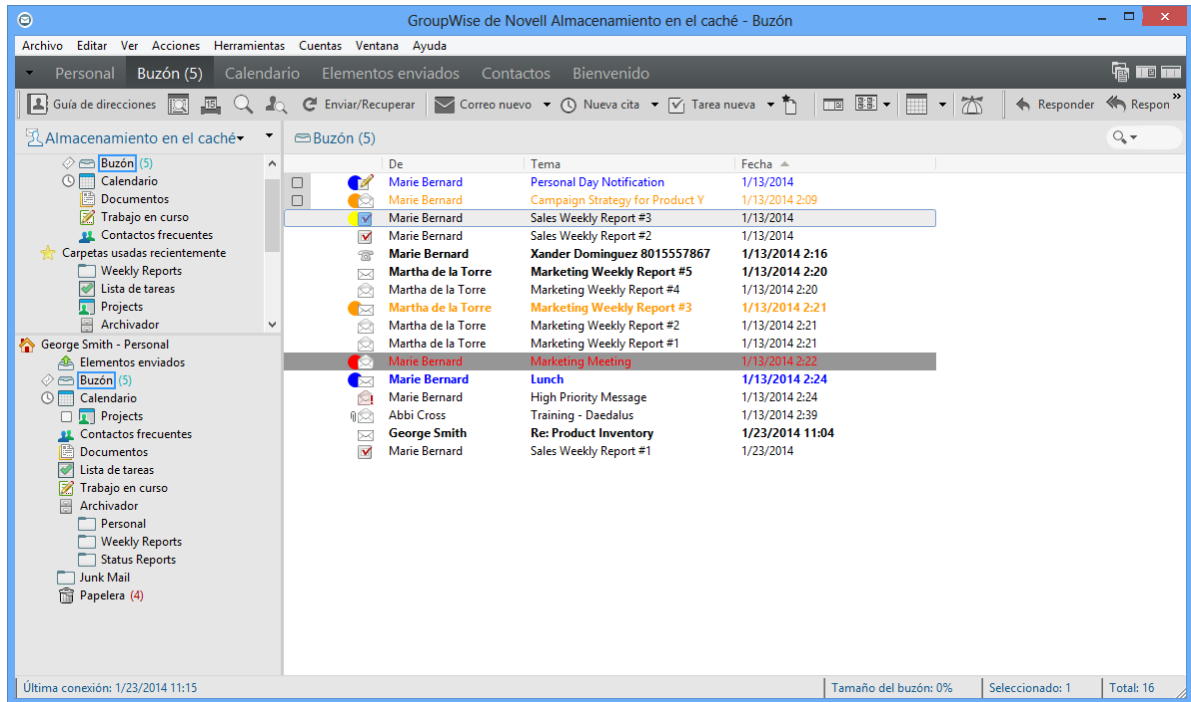 GroupWise de Novell Almacenamiento en el caché - Buzón
Archivo Editar Ver Acciones Herramientas Cuentas Ventana Ayuda
Personal Buzón (5) Calendario Elementos enviados Contactos Bienvenido
Guía de direcciones 15 Enviar/Recuperar Correo nuevo Nueva cita Tarea nueva Responder Respon
Almacenamiento en el caché
Buzón (5)
Buzón (5)
Calendario
Documentos
Trabajo en curso
Contactos frecuentes
Carpetas usadas recientemente
Weekly Reports
Lista de tareas
Projects
Archivador
George Smith - Personal
Elementos enviados
Buzón (5)
Calendario
Projects
Contactos frecuentes
Documentos
Lista de tareas
Trabajo en curso
Archivador
Personal
Weekly Reports
Status Reports
Junk Mail
Papelera (4)
De Tema Fecha
Marie Bernard Personal Day Notification 1/13/2014
Marie Bernard Campaign Strategy for Product Y 1/13/2014 2:09
Marie Bernard Sales Weekly Report #3 1/13/2014
Marie Bernard Sales Weekly Report #2 1/13/2014
Marie Bernard Xander Dominguez 8015557867 1/13/2014 2:16
Martha de la Torre Marketing Weekly Report #5 1/13/2014 2:20
Martha de la Torre Marketing Weekly Report #4 1/13/2014 2:20
Martha de la Torre Marketing Weekly Report #3 1/13/2014 2:21
Martha de la Torre Marketing Weekly Report #2 1/13/2014 2:21
Martha de la Torre Marketing Weekly Report #1 1/13/2014 2:21
Marie Bernard Marketing Meeting 1/13/2014 2:22
Marie Bernard Lunch 1/13/2014 2:24
Marie Bernard High Priority Message 1/13/2014 2:24
Abbi Cross Training - Daedalus 1/13/2014 2:39
George Smith Re: Product Inventory 1/23/2014 11:04
Marie Bernard Sales Weekly Report #1 1/23/2014
Última conexión: 1/23/2014 11:15 Tamaño del buzón: 0% Seleccionado: 1 Total: 16